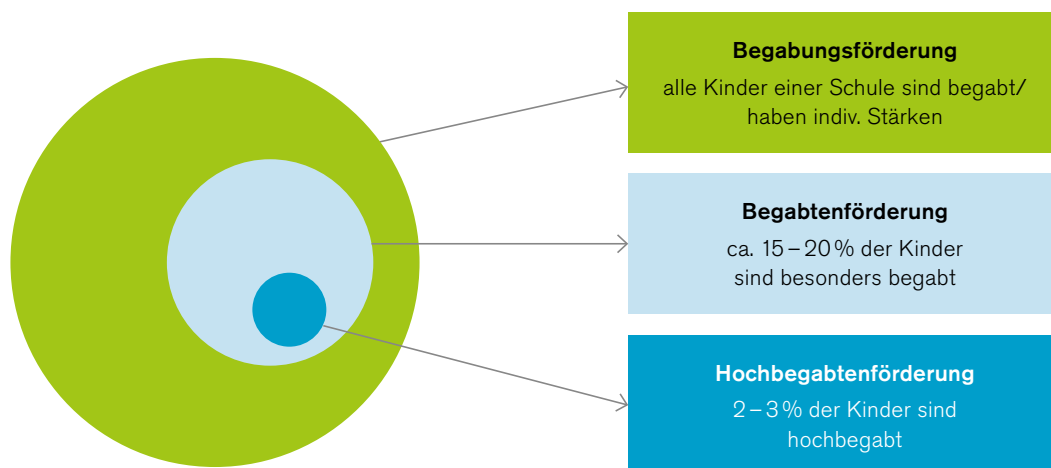 Begabungsförderung
alle Kinder einer Schule sind begabt/
haben indiv. Stärken
Begabtenförderung
ca. 15–20% der Kinder
sind besonders begabt
Hochbegabtenförderung
2–3% der Kinder sind
hochbegabt